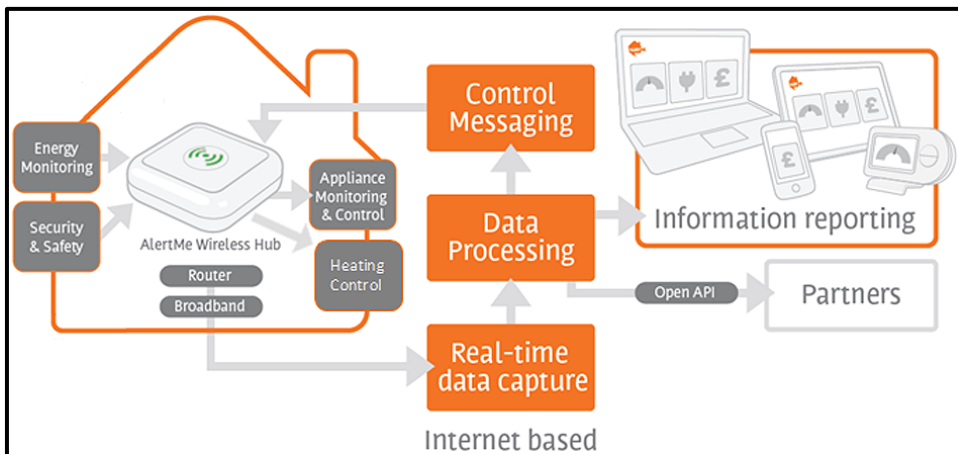 Energy
Monitoring
Security
& Safety
AlertMe Wireless Hub
Appliance
Monitoring
& Control
Heating
Control
Router
Broadband
Control
Messaging
Data
Processing
Real-time
data capture
Internet based
£
£
£
Information reporting
Open API
Partners